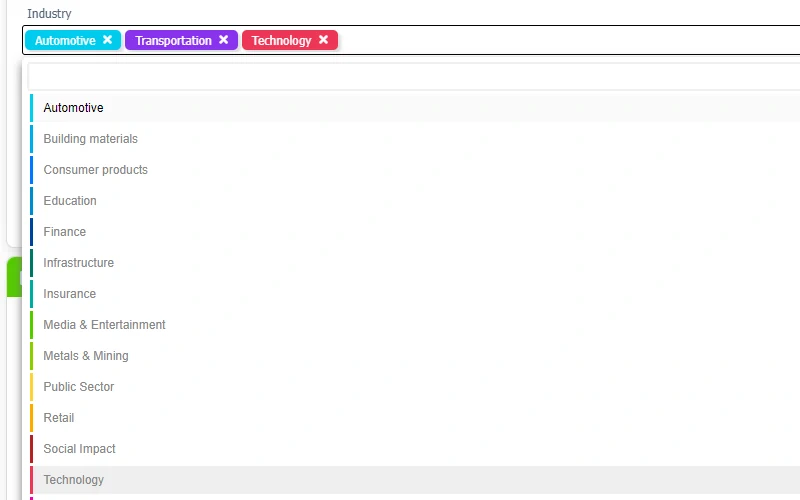 Industry
Automotive × Transportation × Technology ×
Automotive
Building materials
Consumer products
Education
Finance
Infrastructure
Insurance
Media & Entertainment
Metals & Mining
Public Sector
Retail
Social Impact
Technology